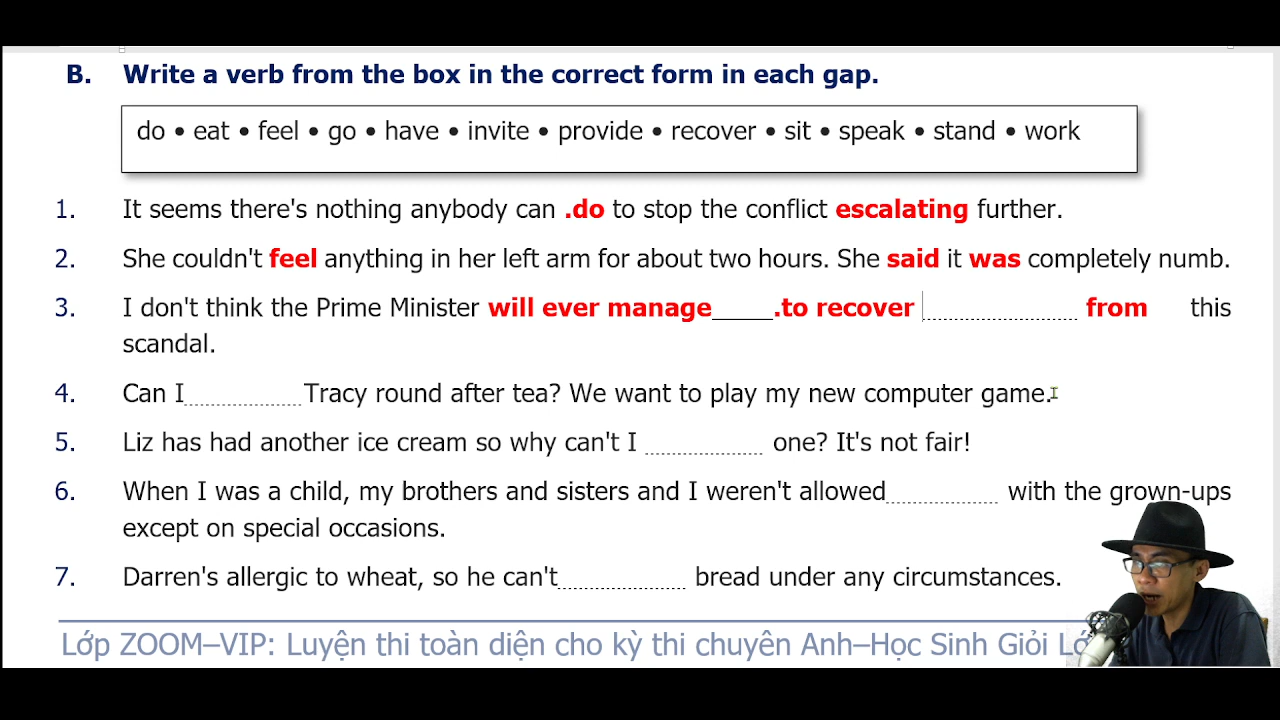 B. Write a verb from the box in the correct form in each gap.
do • eat • feel • go • have • invite • provide • recover • sit • speak • stand • work
1. It seems there's nothing anybody can .do to stop the conflict escalating further.
2. She couldn't feel anything in her left arm for about two hours. She said it was completely numb.
3. I don't think the Prime Minister will ever manage_____.to recover ........................ from this
scandal.
4. Can I.................... Tracy round after tea? We want to play my new computer game.
5. Liz has had another ice cream so why can't I .................... one? It's not fair!
6. When I was a child, my brothers and sisters and I weren't allowed.................... with the grown-ups
except on special occasions.
7. Darren's allergic to wheat, so he can't.................... bread under any circumstances.
Lớp ZOOM–VIP: Luyện thi toàn diện cho kỳ thi chuyên Anh–Học Sinh Giỏi